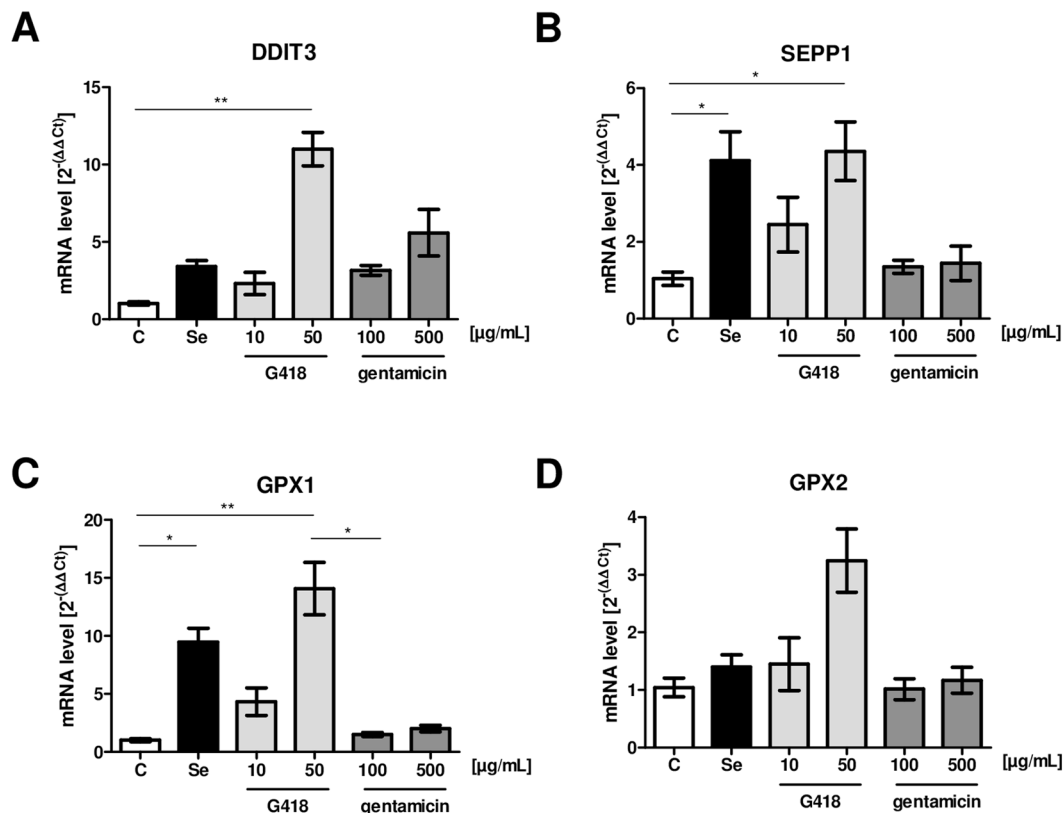 A
DDIT3
mRNA level [2-(ΔΔCt)]
15
10
5
0
**
C Se 10 50 100 500 [µg/mL]
G418 gentamicin
B
SEPP1
mRNA level [2-(ΔΔCt)]
6
4
2
0
*
*
C Se 10 50 100 500 [µg/mL]
G418 gentamicin
C
GPX1
mRNA level [2-(ΔΔCt)]
20
15
10
5
0
**
*
*
C Se 10 50 100 500 [µg/mL]
G418 gentamicin
D
GPX2
mRNA level [2-(ΔΔCt)]
4
3
2
1
0
C Se 10 50 100 500 [µg/mL]
G418 gentamicin